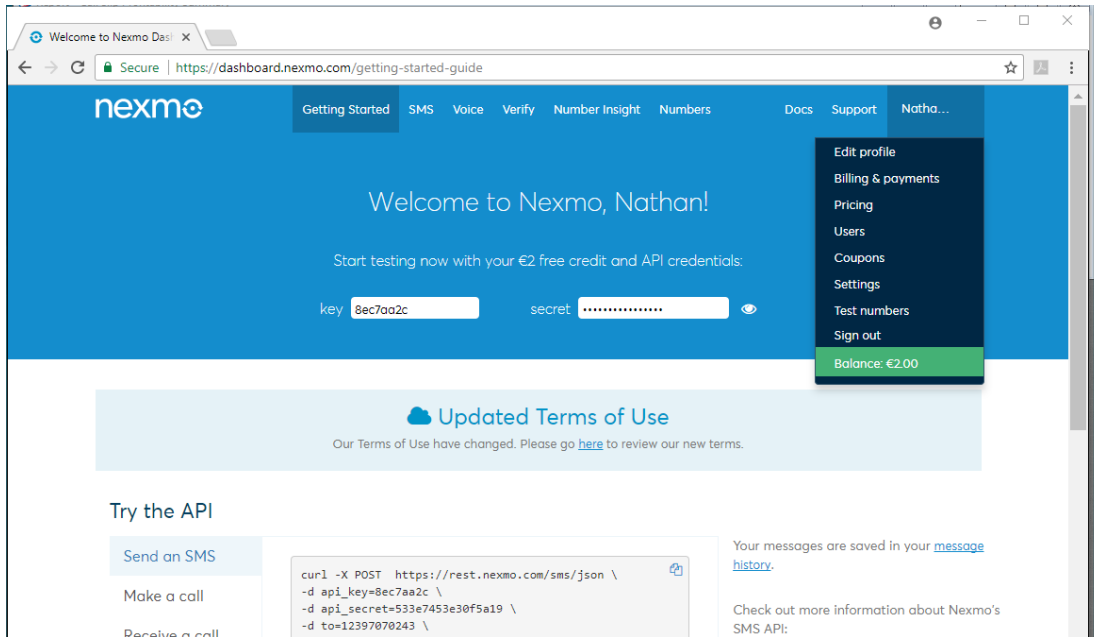 Welcome to Nexmo Das
Secure | https://dashboard.nexmo.com/getting-started-guide
nexmo
Getting Started SMS Voice Verify Number Insight Numbers Docs Support Natha...
Edit profile
Billing & payments
Pricing
Users
Coupons
Settings
Test numbers
Sign out
Balance: €2.00
Welcome to Nexmo, Nathan!
Start testing now with your €2 free credit and API credentials:
key 8ec7aa2c secret ••••••••••••••••
Updated Terms of Use
Our Terms of Use have changed. Please go here to review our new terms.
Try the API
Send an SMS
Make a call
Receive a call
curl -X POST https://rest.nexmo.com/sms/json \
-d api_key=8ec7aa2c \
-d api_secret=533e7453e30f5a19 \
-d to=12397070243 \
Your messages are saved in your message
history.
Check out more information about Nexmo's
SMS API: